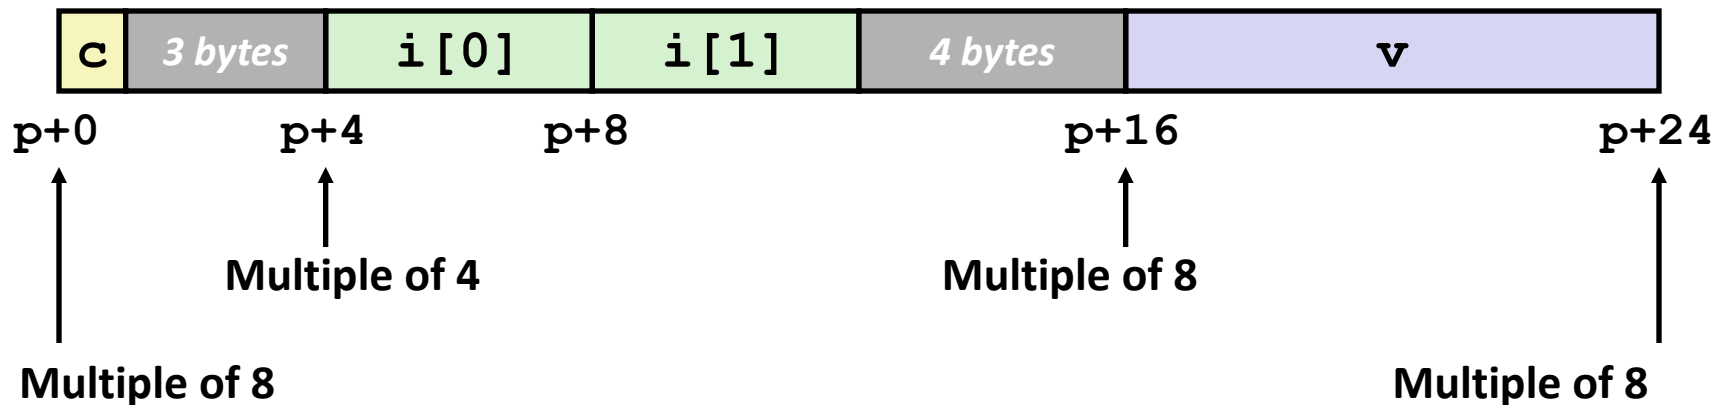 c 3 bytes i[0] i[1] 4 bytes v
p+0 p+4 p+8 p+16 p+24
Multiple of 4 Multiple of 8
Multiple of 8 Multiple of 8